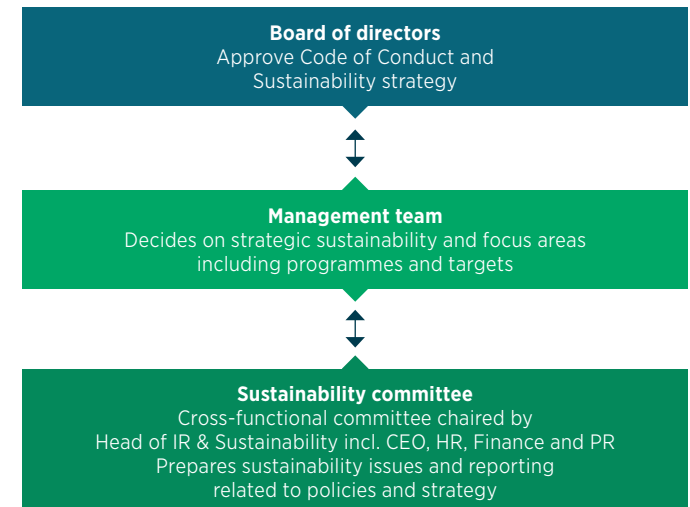 Board of directors
Approve Code of Conduct and
Sustainability strategy
Management team
Decides on strategic sustainability and focus areas
including programmes and targets
Sustainability committee
Cross-functional committee chaired by
Head of IR & Sustainability incl. CEO, HR, Finance and PR
Prepares sustainability issues and reporting
related to policies and strategy